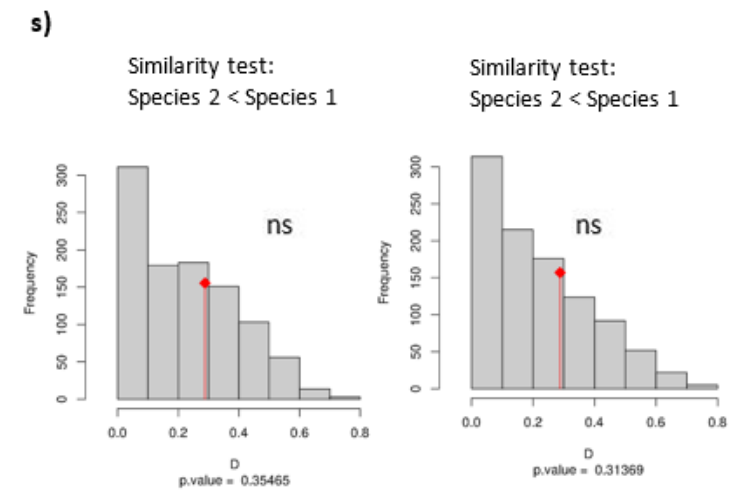 s)
Similarity test:
Species 2 < Species 1
Similarity test:
Species 2 < Species 1
ns
ns
Frequency
0 50 100 150 200 250 300
0.0 0.2 0.4 0.6 0.8
D
p.value = 0.35465
Frequency
0 50 100 150 200 250 300
0.0 0.2 0.4 0.6 0.8
D
p.value = 0.31369